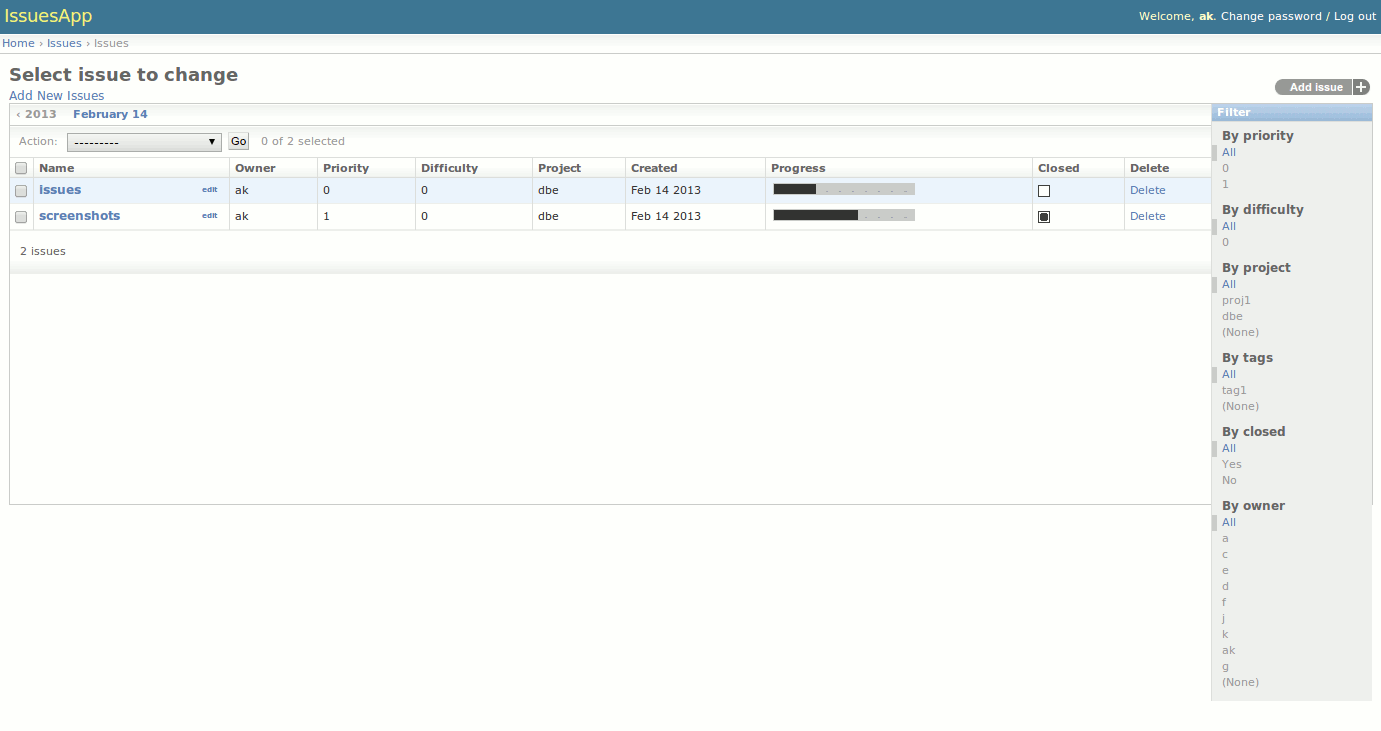 IssuesApp
Welcome, ak. Change password / Log out
Home › Issues › Issues
Select issue to change
Add issue
Add New Issues
‹ 2013 February 14
Action: --------- Go 0 of 2 selected
Name Owner Priority Difficulty Project Created Progress Closed Delete
issues edit ak 0 0 dbe Feb 14 2013 Delete
screenshots edit ak 1 0 dbe Feb 14 2013 Delete
2 issues
Filter
By priority
All
0
1
By difficulty
All
0
By project
All
proj1
dbe
(None)
By tags
All
tag1
(None)
By closed
All
Yes
No
By owner
All
a
c
e
d
f
j
k
ak
g
(None)